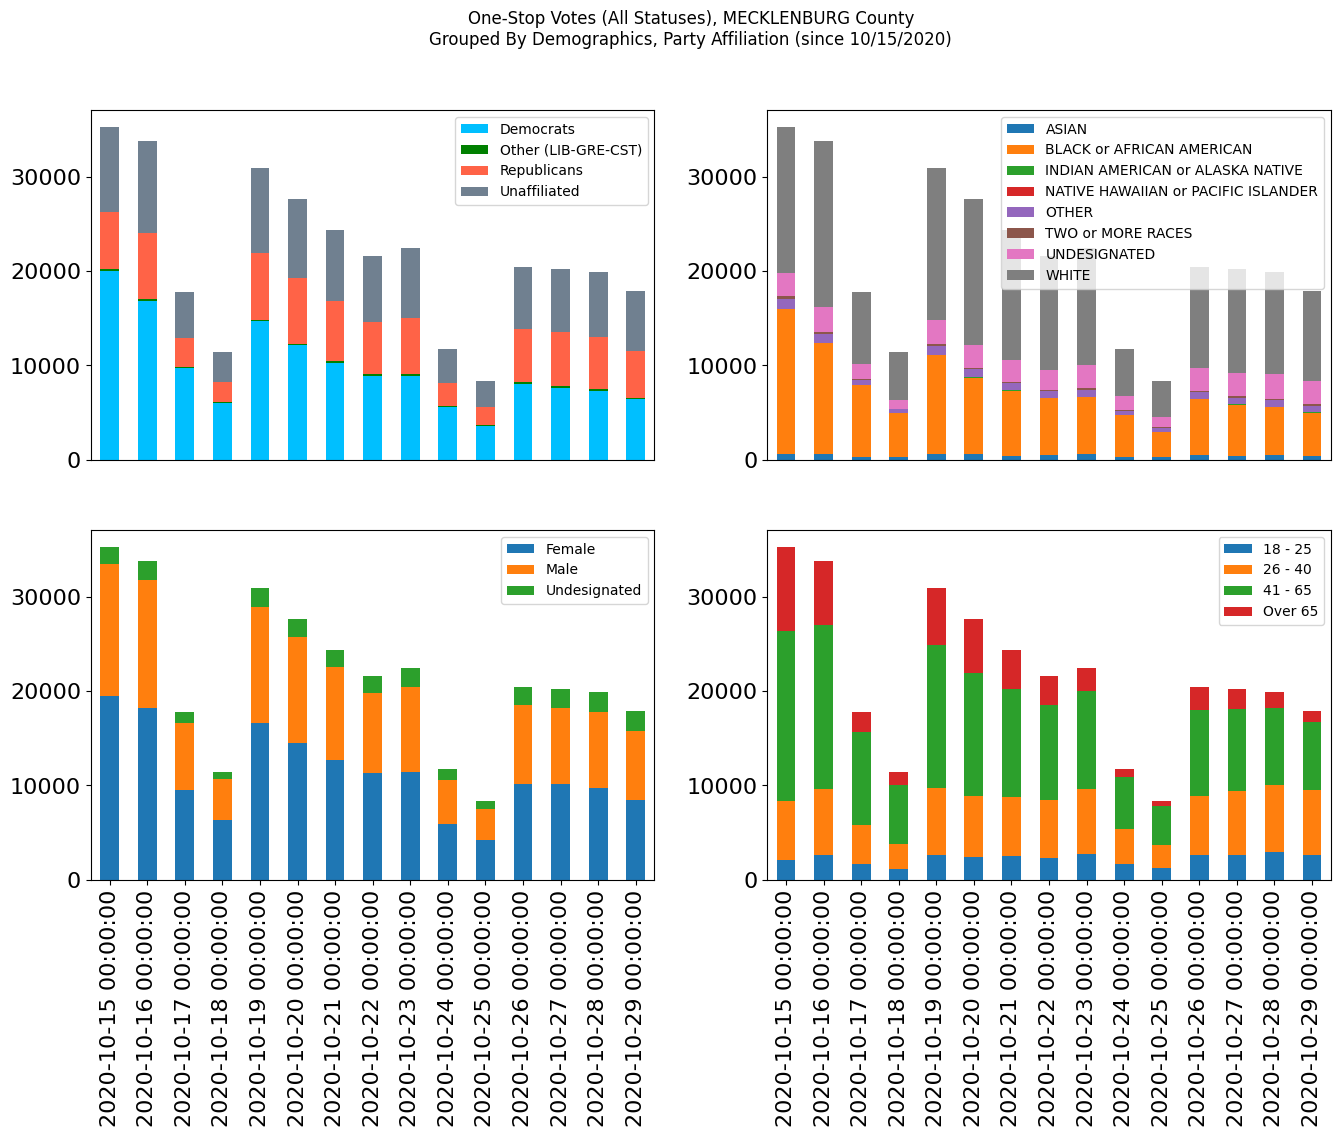 One-Stop Votes (All Statuses), MECKLENBURG County
Grouped By Demographics, Party Affiliation (since 10/15/2020)
30000
20000
10000
0
Democrats
Other (LIB-GRE-CST)
Republicans
Unaffiliated
30000
20000
10000
0
ASIAN
BLACK or AFRICAN AMERICAN
INDIAN AMERICAN or ALASKA NATIVE
NATIVE HAWAIIAN or PACIFIC ISLANDER
OTHER
TWO or MORE RACES
UNDESIGNATED
WHITE
30000
20000
10000
0
Female
Male
Undesignated
2020-10-15 00:00:00
2020-10-16 00:00:00
2020-10-17 00:00:00
2020-10-18 00:00:00
2020-10-19 00:00:00
2020-10-20 00:00:00
2020-10-21 00:00:00
2020-10-22 00:00:00
2020-10-23 00:00:00
2020-10-24 00:00:00
2020-10-25 00:00:00
2020-10-26 00:00:00
2020-10-27 00:00:00
2020-10-28 00:00:00
2020-10-29 00:00:00
30000
20000
10000
0
18 - 25
26 - 40
41 - 65
Over 65
2020-10-15 00:00:00
2020-10-16 00:00:00
2020-10-17 00:00:00
2020-10-18 00:00:00
2020-10-19 00:00:00
2020-10-20 00:00:00
2020-10-21 00:00:00
2020-10-22 00:00:00
2020-10-23 00:00:00
2020-10-24 00:00:00
2020-10-25 00:00:00
2020-10-26 00:00:00
2020-10-27 00:00:00
2020-10-28 00:00:00
2020-10-29 00:00:00